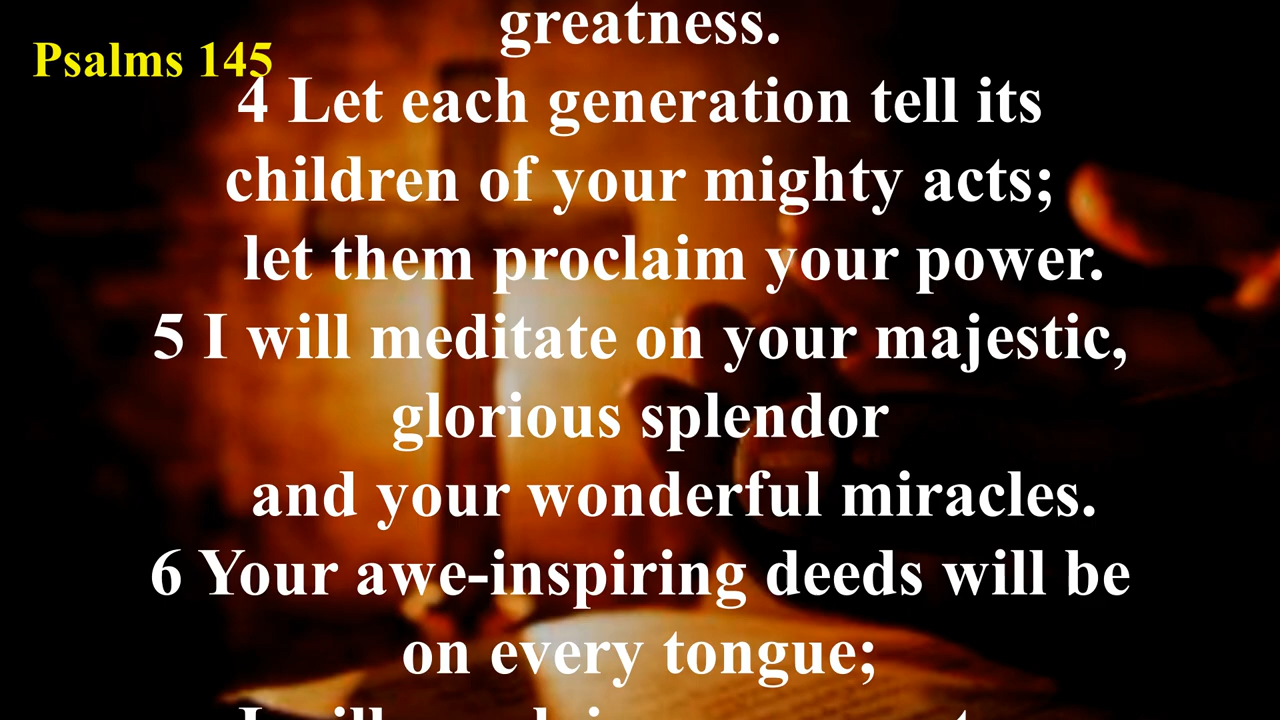 greatness.
Psalms 145
4 Let each generation tell its
children of your mighty acts;
let them proclaim your power.
5 I will meditate on your majestic,
glorious splendor
and your wonderful miracles.
6 Your awe-inspiring deeds will be
on every tongue;
I will